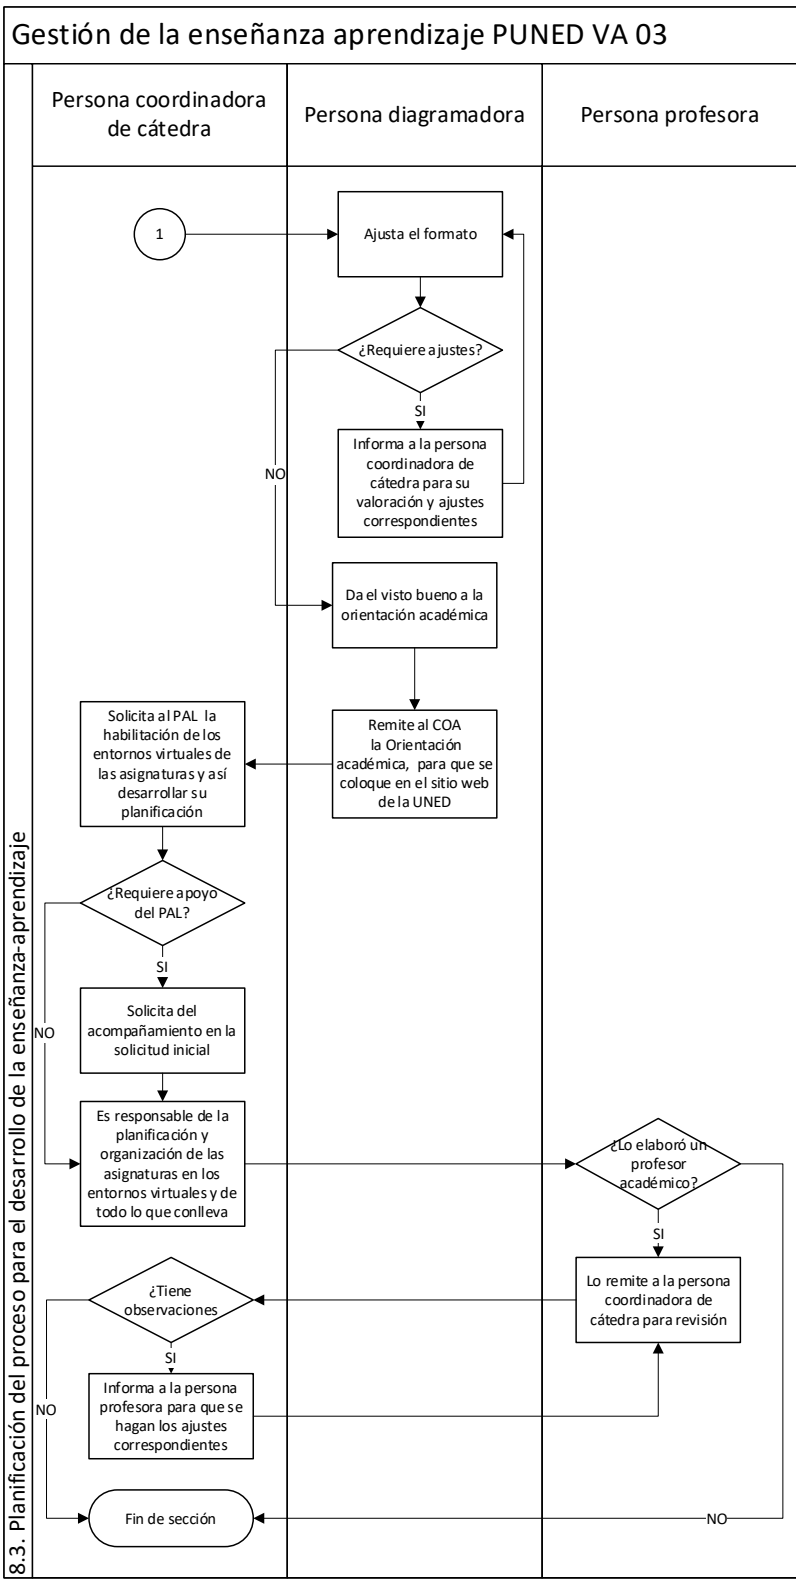 Gestión de la enseñanza aprendizaje PUNED VA 03
8.3. Planificación del proceso para el desarrollo de la enseñanza-aprendizaje
Persona coordinadora
de cátedra
Persona diagramadora
Persona profesora
1
Ajusta el formato
¿Requiere ajustes?
SI
NO
Informa a la persona
coordinadora de
cátedra para su
valoración y ajustes
correspondientes
Da el visto bueno a la
orientación académica
Remite al COA
la Orientación
académica, para que se
coloque en el sitio web
de la UNED
Solicita al PAL la
habilitación de los
entornos virtuales de
las asignaturas y así
desarrollar su
planificación
¿Requiere apoyo
del PAL?
SI
NO
Solicita del
acompañamiento en la
solicitud inicial
Es responsable de la
planificación y
organización de las
asignaturas en los
entornos virtuales y de
todo lo que conlleva
¿Lo elaboró un
profesor
académico?
SI
Lo remite a la persona
coordinadora de
cátedra para revisión
¿Tiene
observaciones
SI
NO
Informa a la persona
profesora para que se
hagan los ajustes
correspondientes
Fin de sección
NO